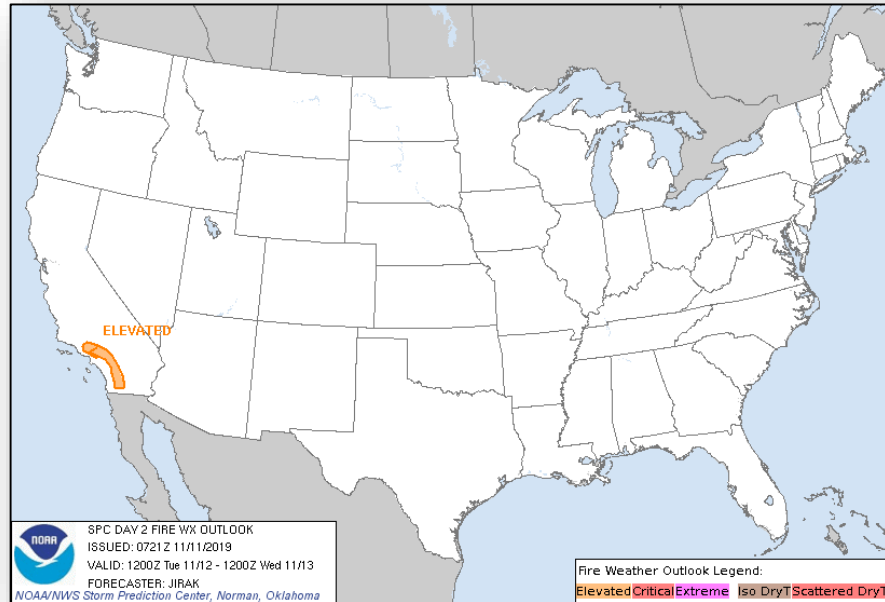 ELEVATED
NOAA
SPC DAY 2 FIRE WX OUTLOOK
ISSUED: 0721Z 11/11/2019
VALID: 1200Z Tue 11/12 - 1200Z Wed 11/13
FORECASTER: JIRAK
NOAA/NWS Storm Prediction Center, Norman, Oklahoma
Fire Weather Outlook Legend:
Elevated Critical Extreme Iso DryT Scattered DryT